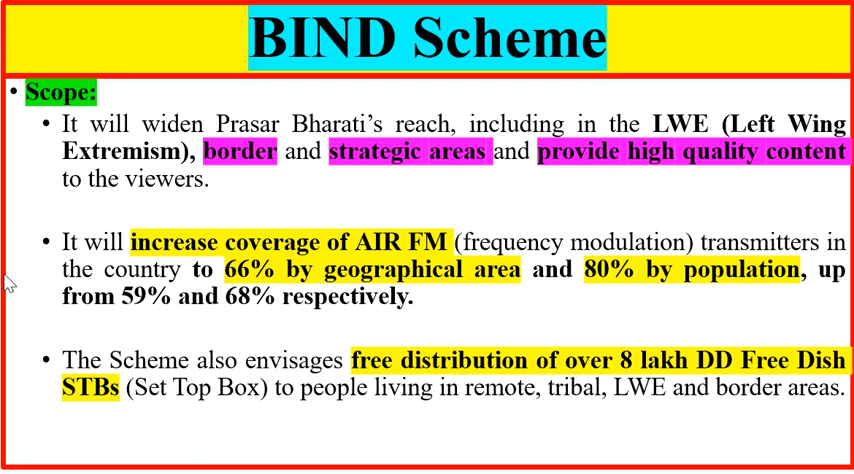 BIND Scheme
• Scope:
• It will widen Prasar Bharati's reach, including in the LWE (Left Wing
Extremism), border and strategic areas and provide high quality content
to the viewers.
• It will increase coverage of AIR FM (frequency modulation) transmitters in
the country to 66% by geographical area and 80% by population, up
from 59% and 68% respectively.
• The Scheme also envisages free distribution of over 8 lakh DD Free Dish
STBs (Set Top Box) to people living in remote, tribal, LWE and border areas.